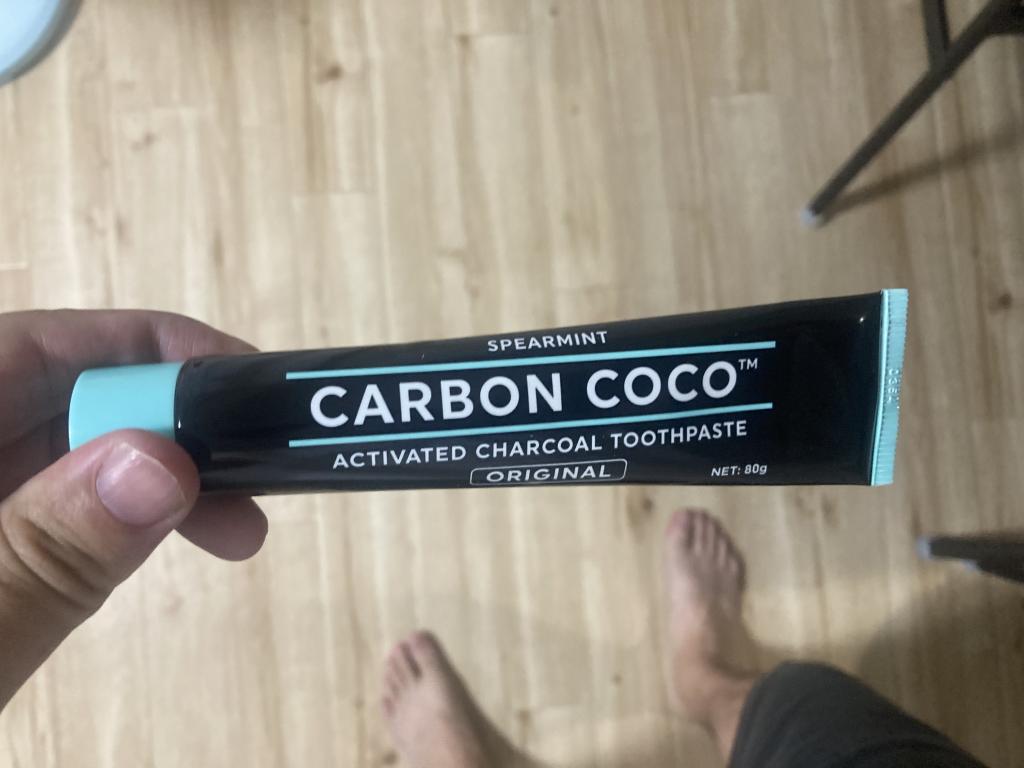 SPEARMINT
CARBON COCO™
ACTIVATED CHARCOAL TOOTHPASTE
ORIGINAL
NET: 80g